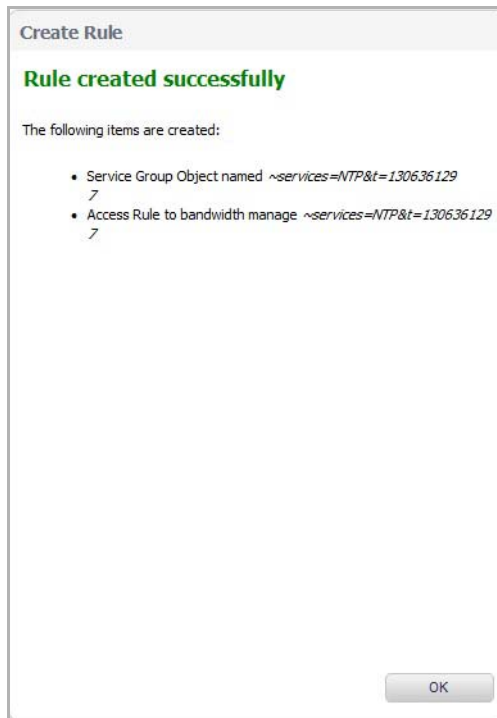 Create Rule
Rule created successfully
The following items are created:
• Service Group Object named ~services=NTP&t=130636129
7
• Access Rule to bandwidth manage ~services=NTP&t=130636129
7
OK